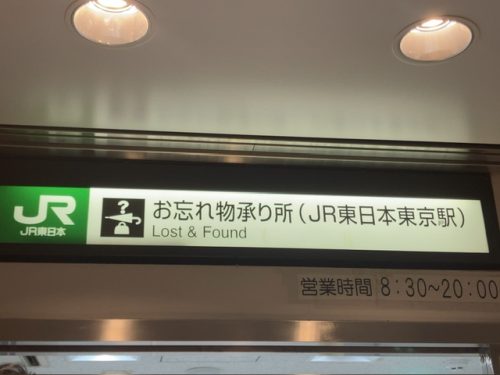 JR
JR東日本
?
お忘れ物承り所(JR東日本東京駅)
Lost & Found
営業時間 8:30~20:00